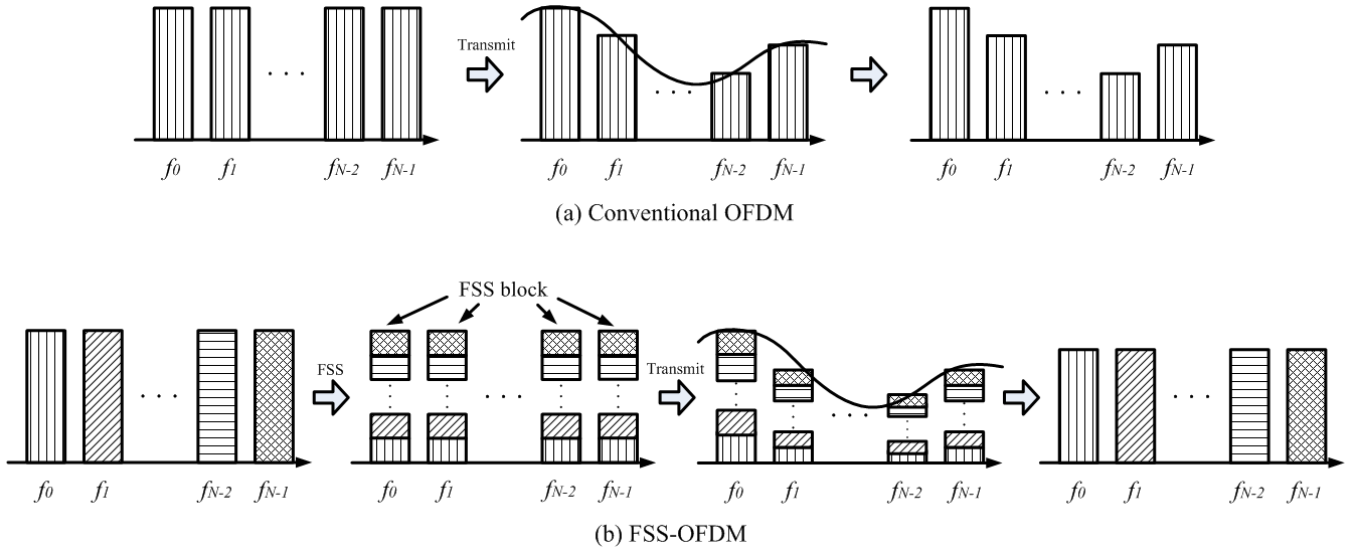 Transmit
f0 f1 . . . fN-2 fN-1
f0 f1 . . . fN-2 fN-1
f0 f1 . . . fN-2 fN-1
(a) Conventional OFDM
FSS block
FSS
Transmit
f0 f1 . . . fN-2 fN-1
f0 f1 . . . fN-2 fN-1
f0 f1 . . . fN-2 fN-1
f0 f1 . . . fN-2 fN-1
(b) FSS-OFDM